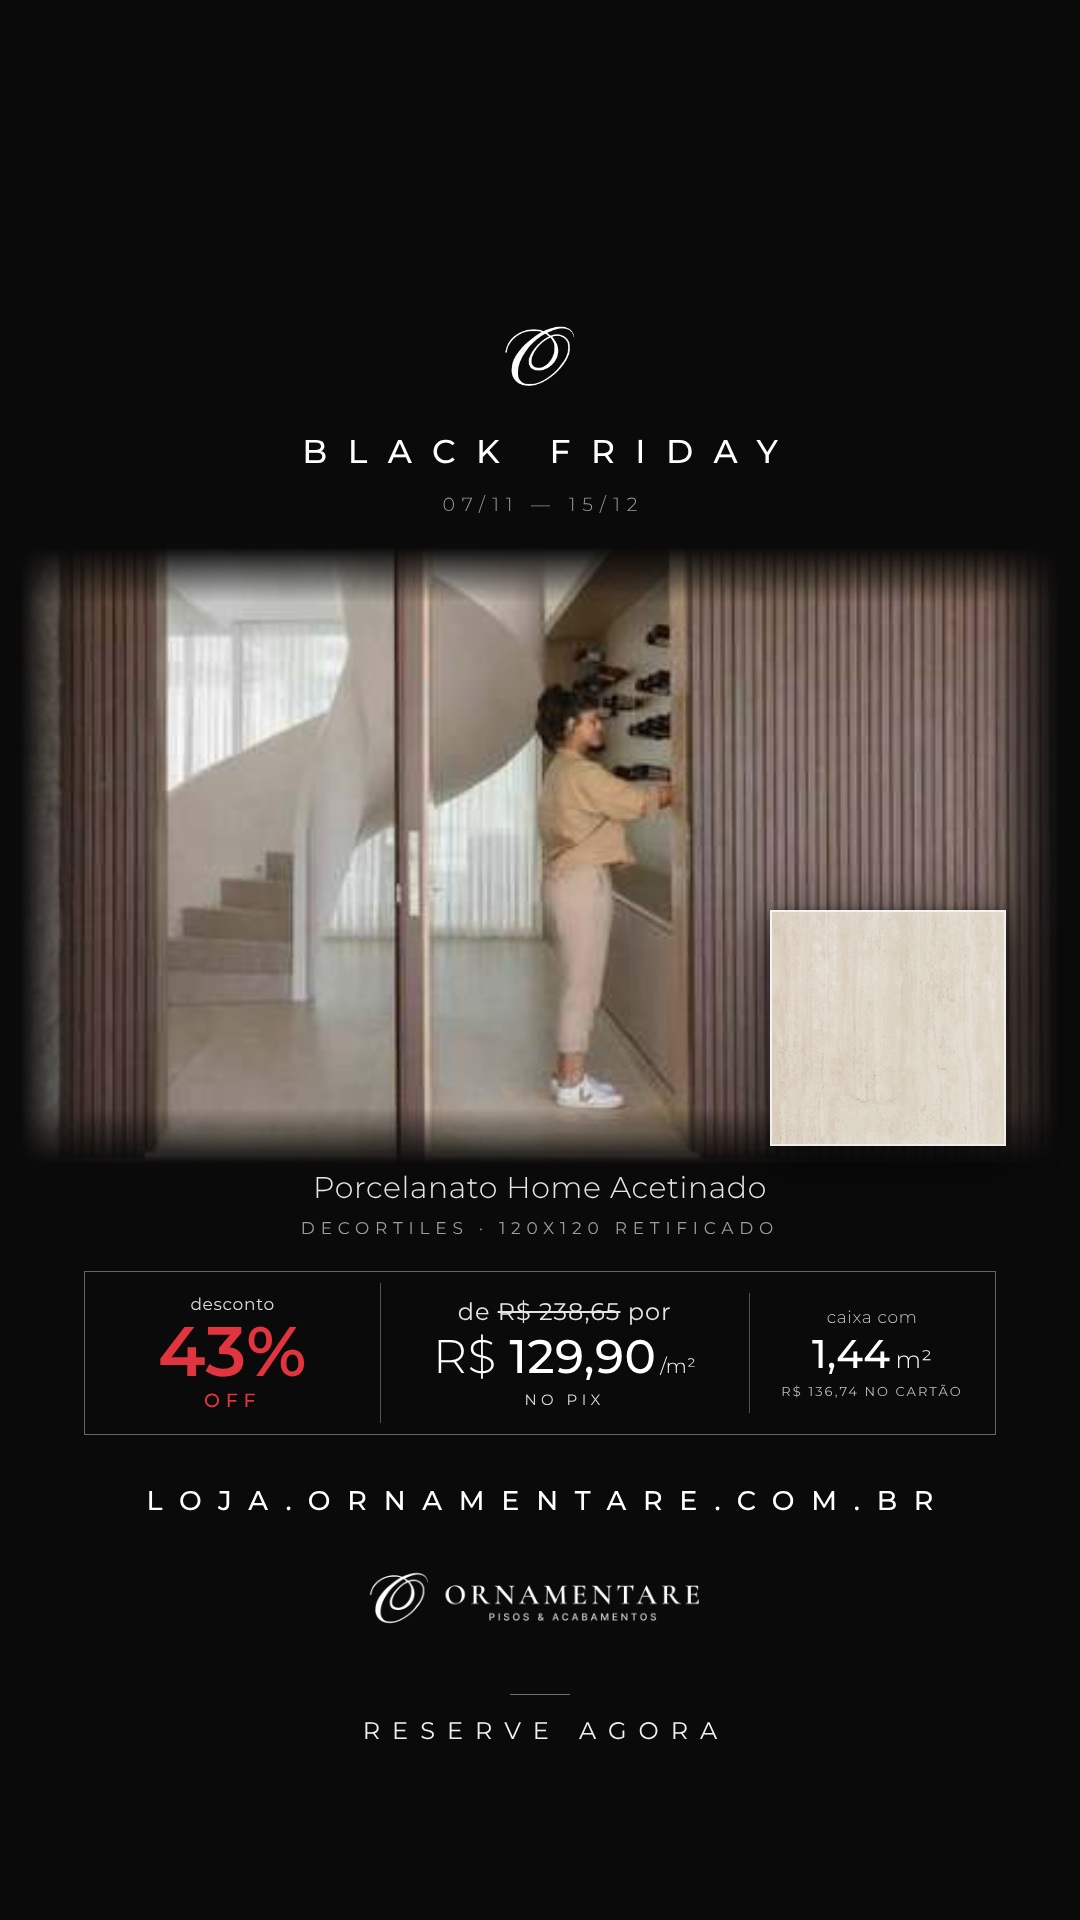 O
BLACK FRIDAY
07/11 — 15/12
Porcelanato Home Acetinado
DECORTILES · 120X120 RETIFICADO
desconto
43%
OFF
de R$ 238,65 por
R$ 129,90 /m²
NO PIX
caixa com
1,44 m²
R$ 136,74 NO CARTÃO
LOJA.ORNAMENTARE.COM.BR
O ORNAMENTARE
PISOS & ACABAMENTOS
RESERVE AGORA